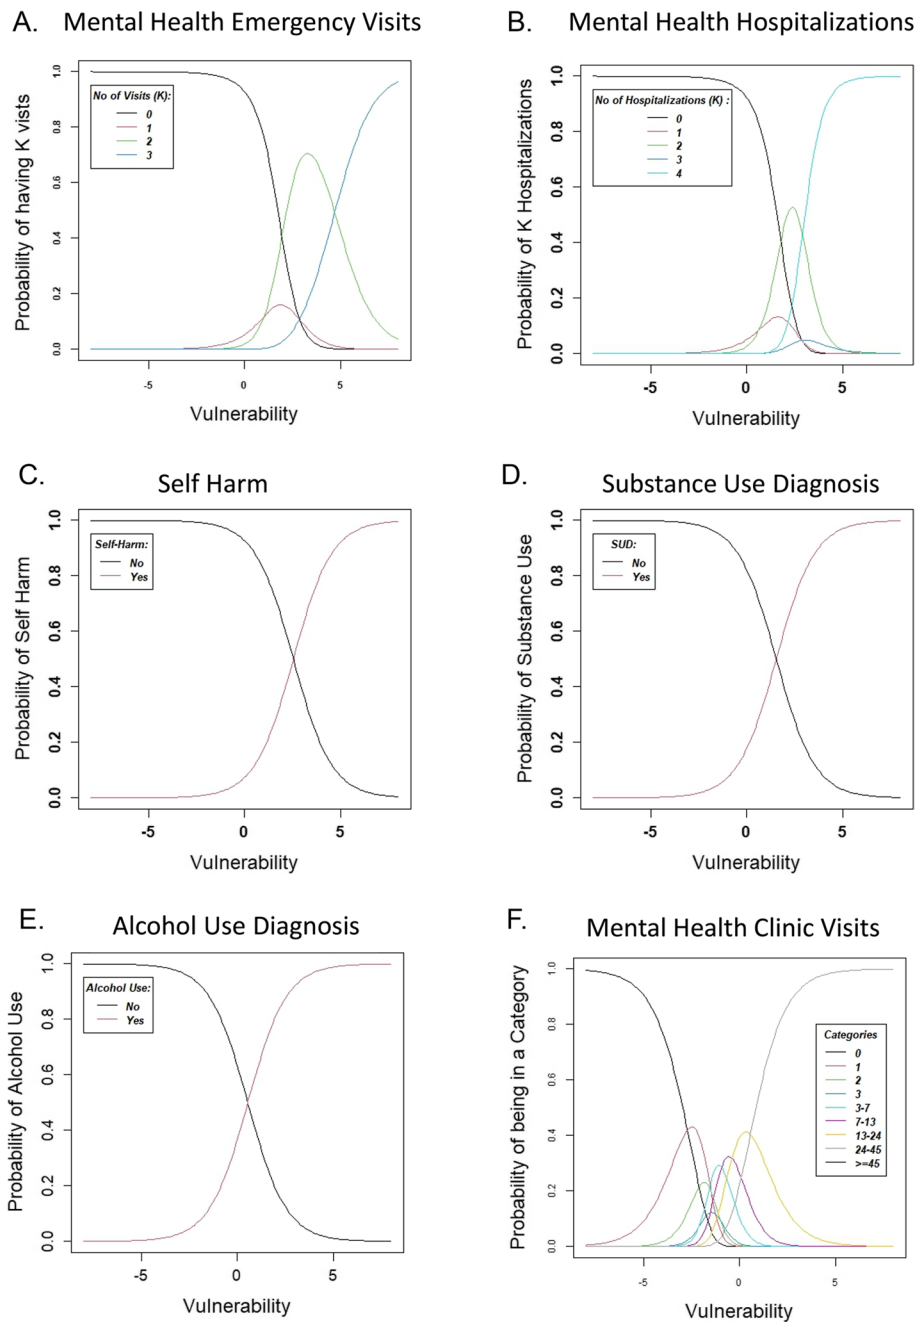 A. Mental Health Emergency Visits
Probability of having K vists
0.0 0.2 0.4 0.6 0.8 1.0
No of Visits (K):
0
1
2
3
-5 0 5
Vulnerability
B. Mental Health Hospitalizations
Probability of K Hospitalizations
0.0 0.2 0.4 0.6 0.8 1.0
No of Hospitalizations (K) :
0
1
2
3
4
-5 0 5
Vulnerability
C. Self Harm
Probability of Self Harm
0.0 0.2 0.4 0.6 0.8 1.0
Self-Harm:
No
Yes
-5 0 5
Vulnerability
D. Substance Use Diagnosis
Probability of Substance Use
0.0 0.2 0.4 0.6 0.8 1.0
SUD:
No
Yes
-5 0 5
Vulnerability
E. Alcohol Use Diagnosis
Probability of Alcohol Use
0.0 0.2 0.4 0.6 0.8 1.0
Alcohol Use:
No
Yes
-5 0 5
Vulnerability
F. Mental Health Clinic Visits
Probability of being in a Category
0.0 0.2 0.4 0.6 0.8 1.0
Categories
0
1
2
3
3-7
7-13
13-24
24-45
>=45
-5 0 5
Vulnerability